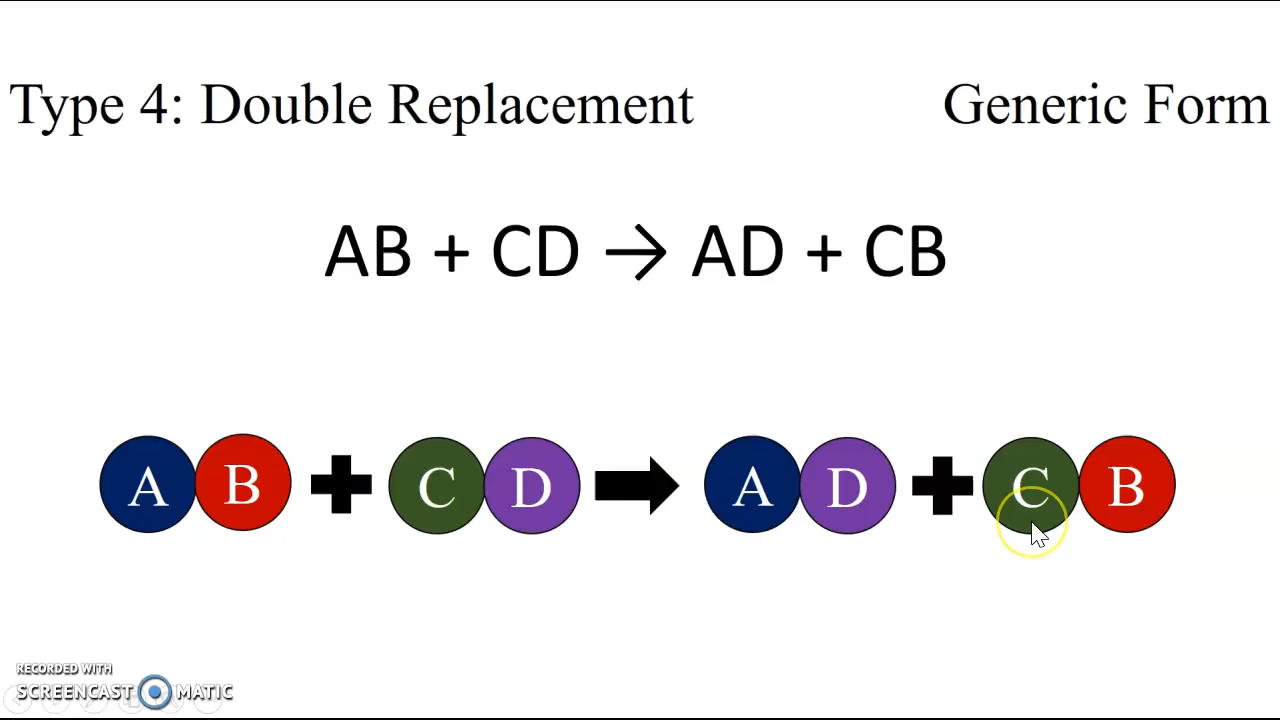 Type 4: Double Replacement Generic Form
AB + CD → AD + CB
A B + C D → A D + C B
RECORDED WITH
SCREENCAST MATIC